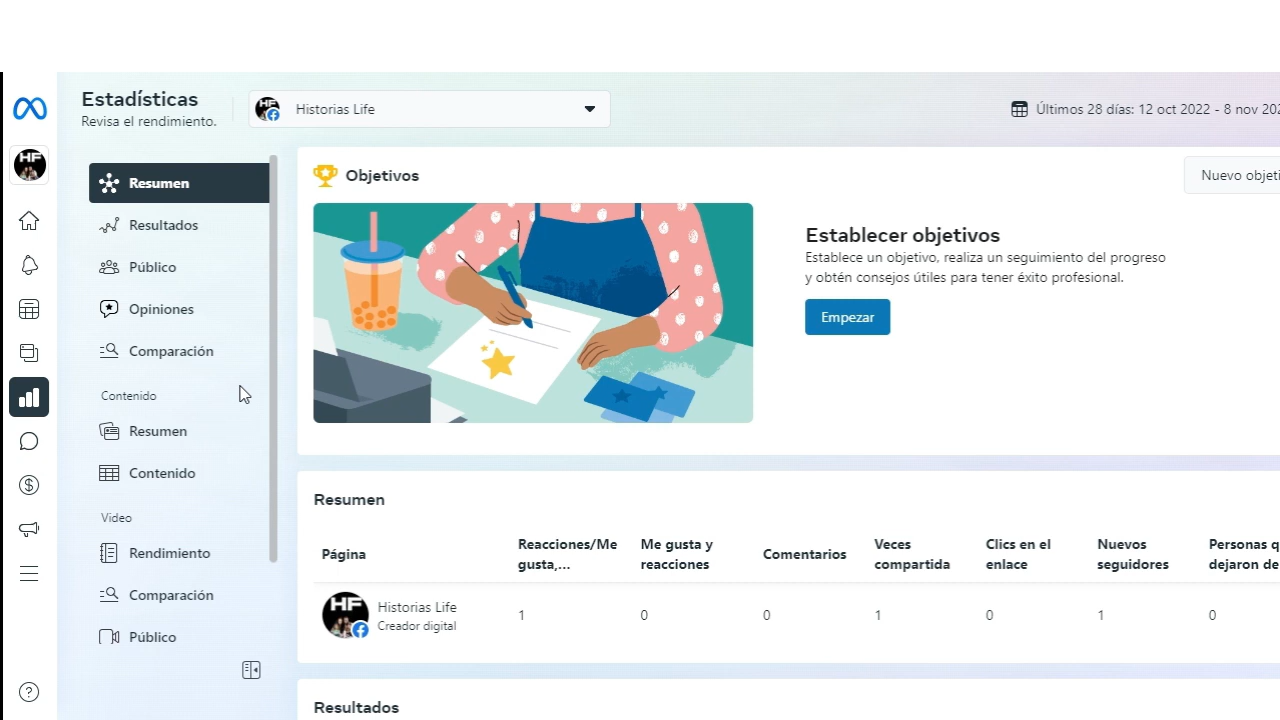 Estadísticas
Revisa el rendimiento.
HF
Historias Life
Últimos 28 días: 12 oct 2022 - 8 nov
HF
Resumen
Resultados
Público
Opiniones
Comparación
Contenido
Resumen
Contenido
Video
Rendimiento
Comparación
Público
Objetivos
Nuevo
Establecer objetivos
Establece un objetivo, realiza un seguimiento del progreso
y obtén consejos útiles para tener éxito profesional.
Empezar
Resumen
Página
Reacciones/Me
gusta,...
Me gusta y
reacciones
Comentarios
Veces
compartida
Clics en el
enlace
Nuevos
seguidores
Personas
dejaron de
HF
Historias Life
Creador digital
1
0
0
1
0
1
0
Resultados